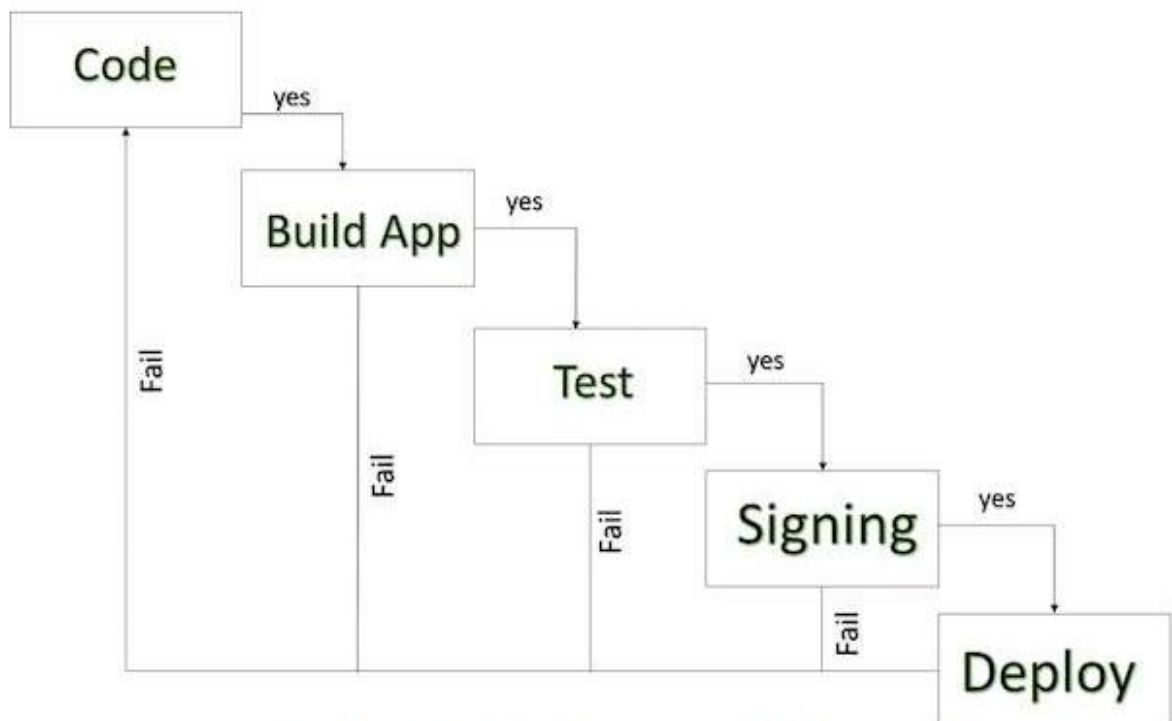 Code
yes
Build App
yes
Test
yes
Fail
Fail
Signing
yes
Fail
Fail
Deploy